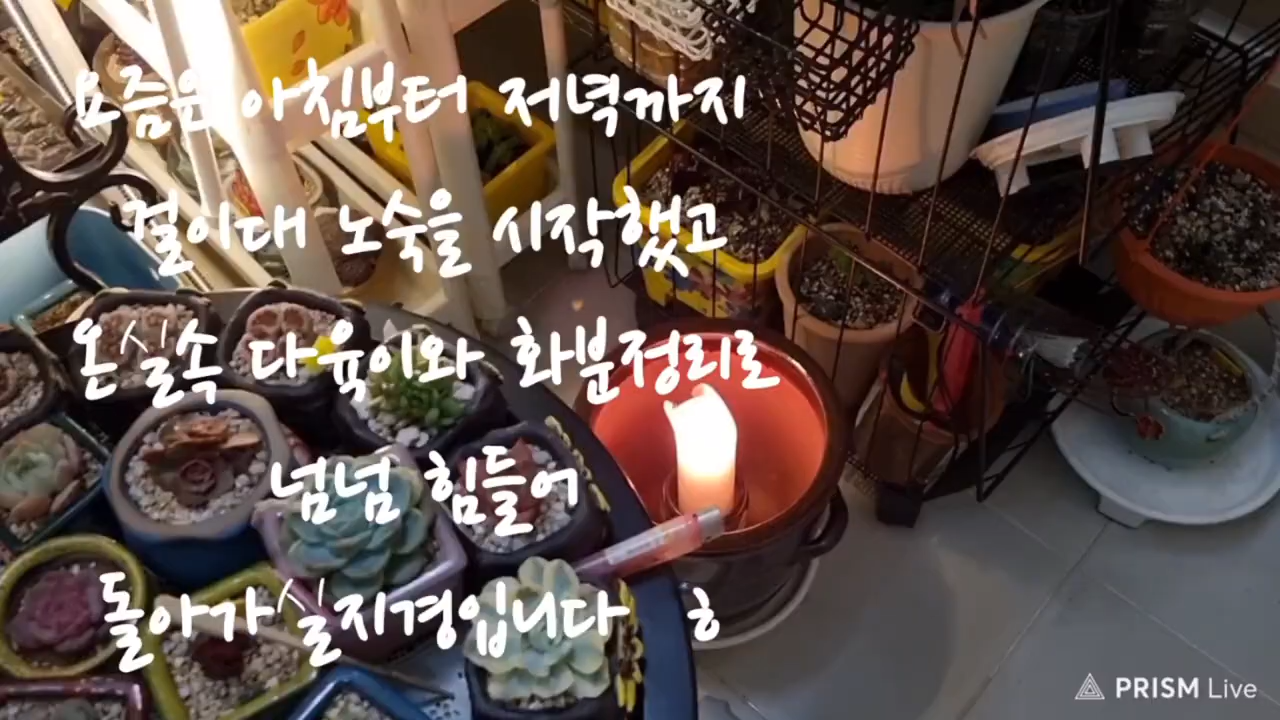 요즘은 아침부터 저녁까지
걸이대 노숙을 시작했고
온실속 다육이와 화분정리로
넘넘 힘들어
돌아가실지경입니다 ㅎ
PRISM Live